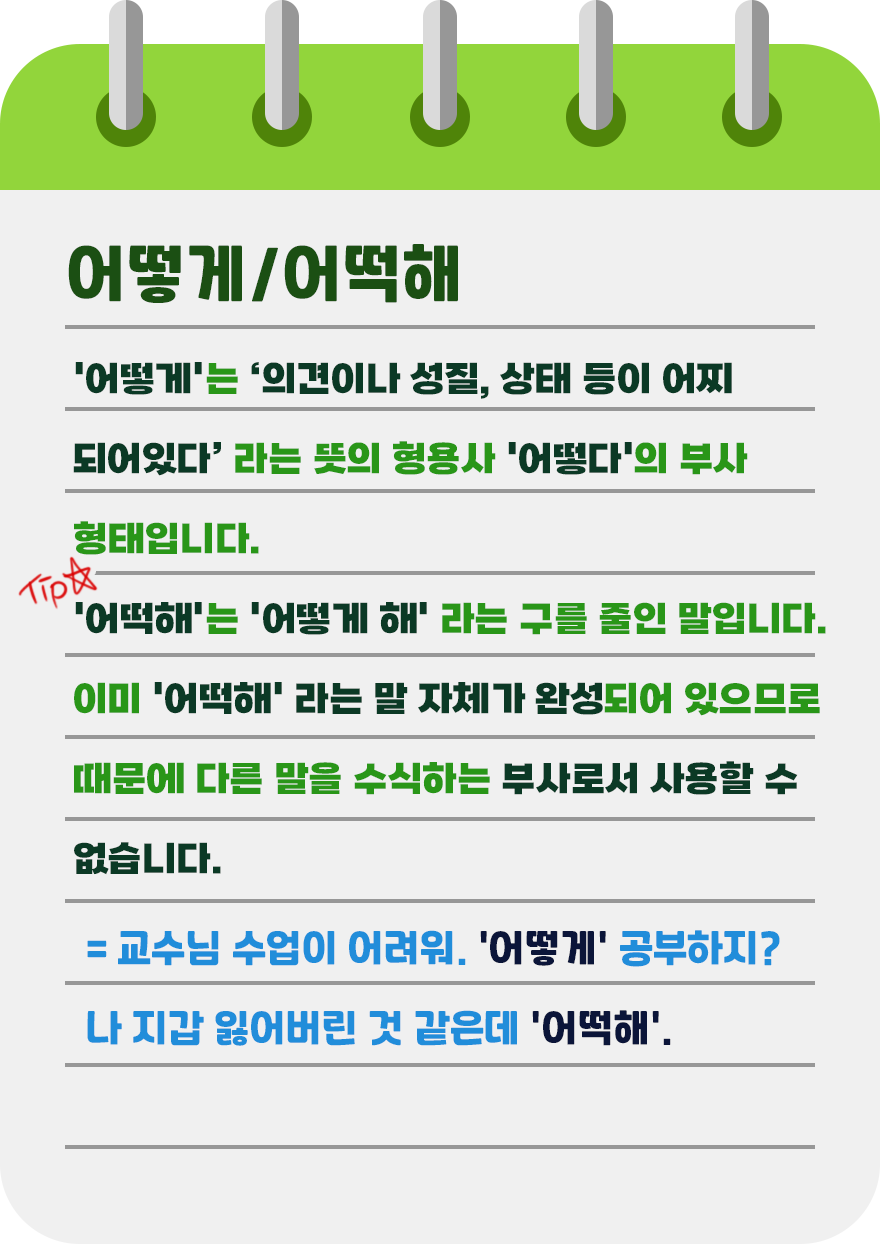 어떻게/어떡해
'어떻게'는 ‘의견이나 성질, 상태 등이 어찌
되어있다’ 라는 뜻의 형용사 '어떻다'의 부사
형태입니다.
Tip☆
'어떡해'는 '어떻게 해' 라는 구를 줄인 말입니다.
이미 '어떡해' 라는 말 자체가 완성되어 있으므로
때문에 다른 말을 수식하는 부사로서 사용할 수
없습니다.
= 교수님 수업이 어려워. '어떻게' 공부하지?
나 지갑 잃어버린 것 같은데 '어떡해'.